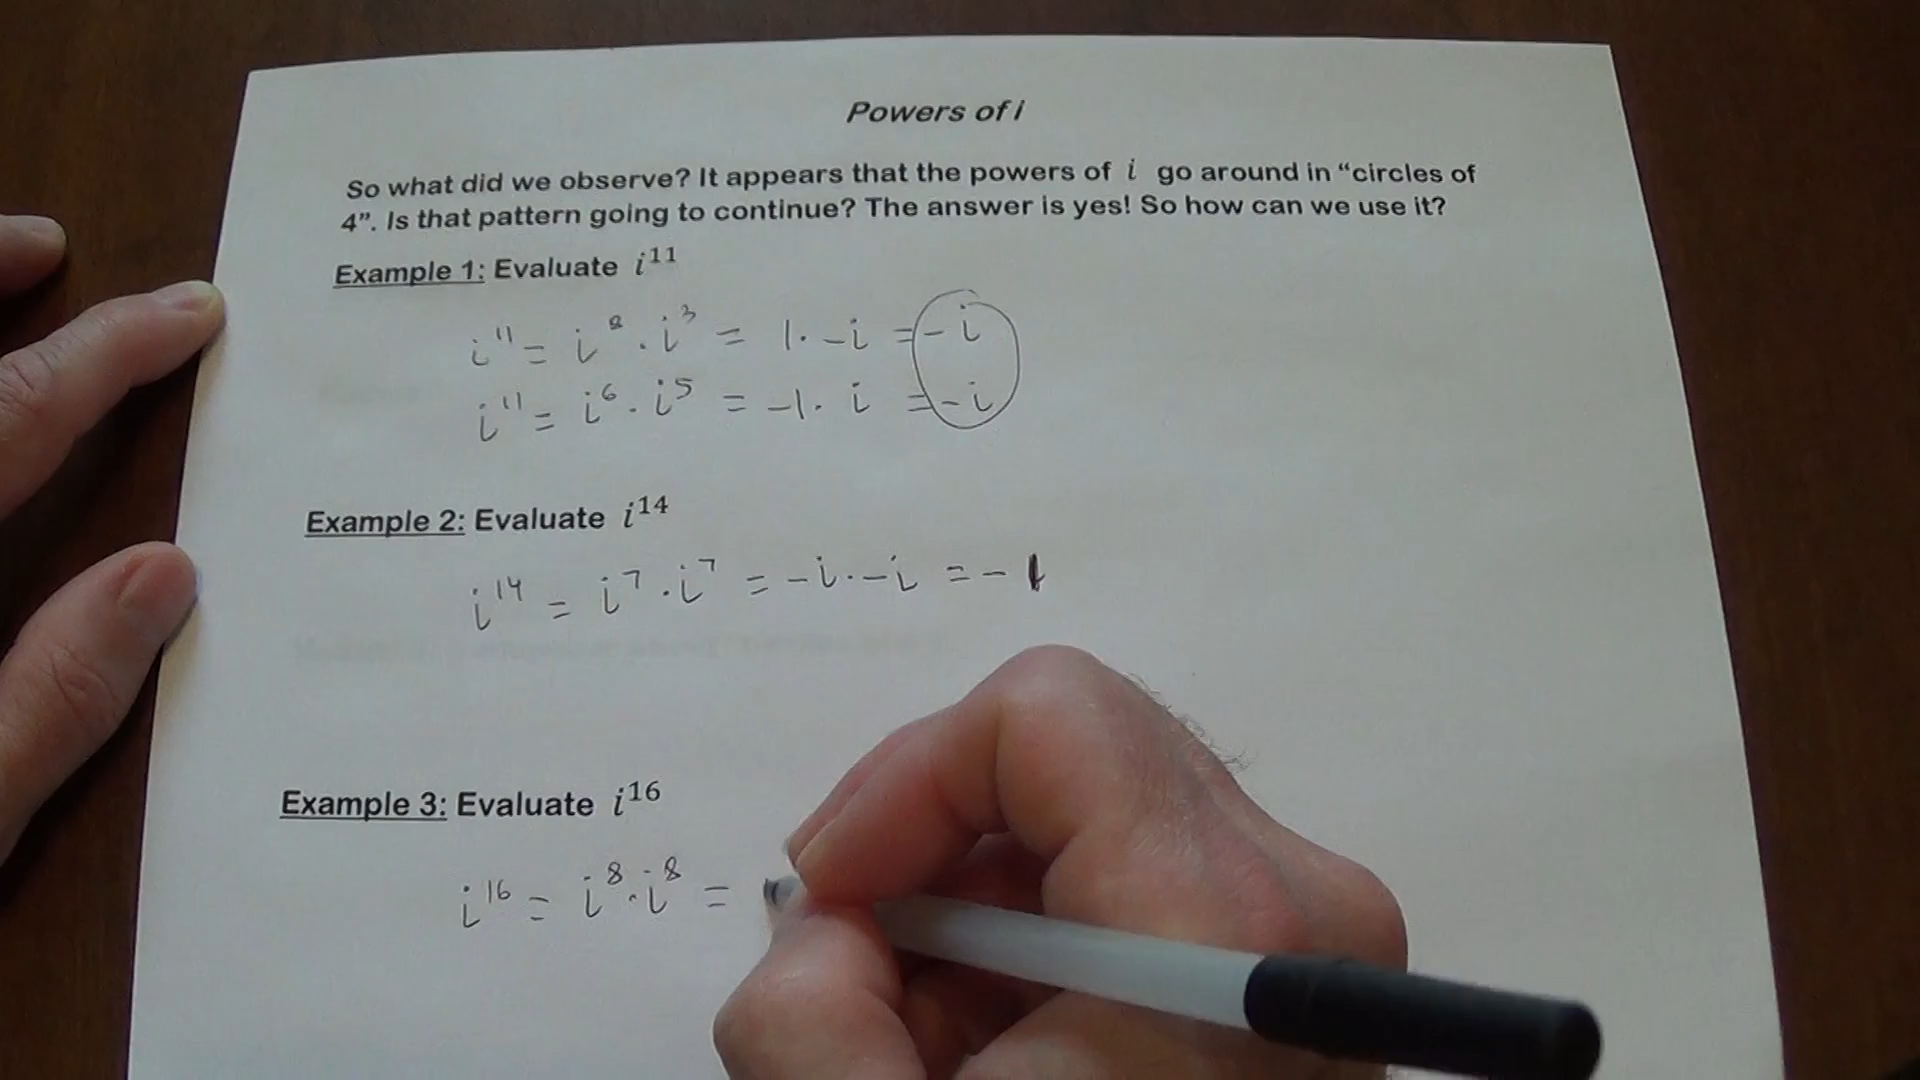 Powers of i
So what did we observe? It appears that the powers of i go around in “circles of
4”. Is that pattern going to continue? The answer is yes! So how can we use it?
Example 1: Evaluate i¹¹
i¹¹ = i⁸ · i³ = 1 · -i = -i
i¹¹ = i⁶ · i⁵ = -1 · i = -i
Example 2: Evaluate i¹⁴
i¹⁴ = i⁷ · i⁷ = -i · -i = -1
Example 3: Evaluate i¹⁶
i¹⁶ = i⁸ · i⁸ =